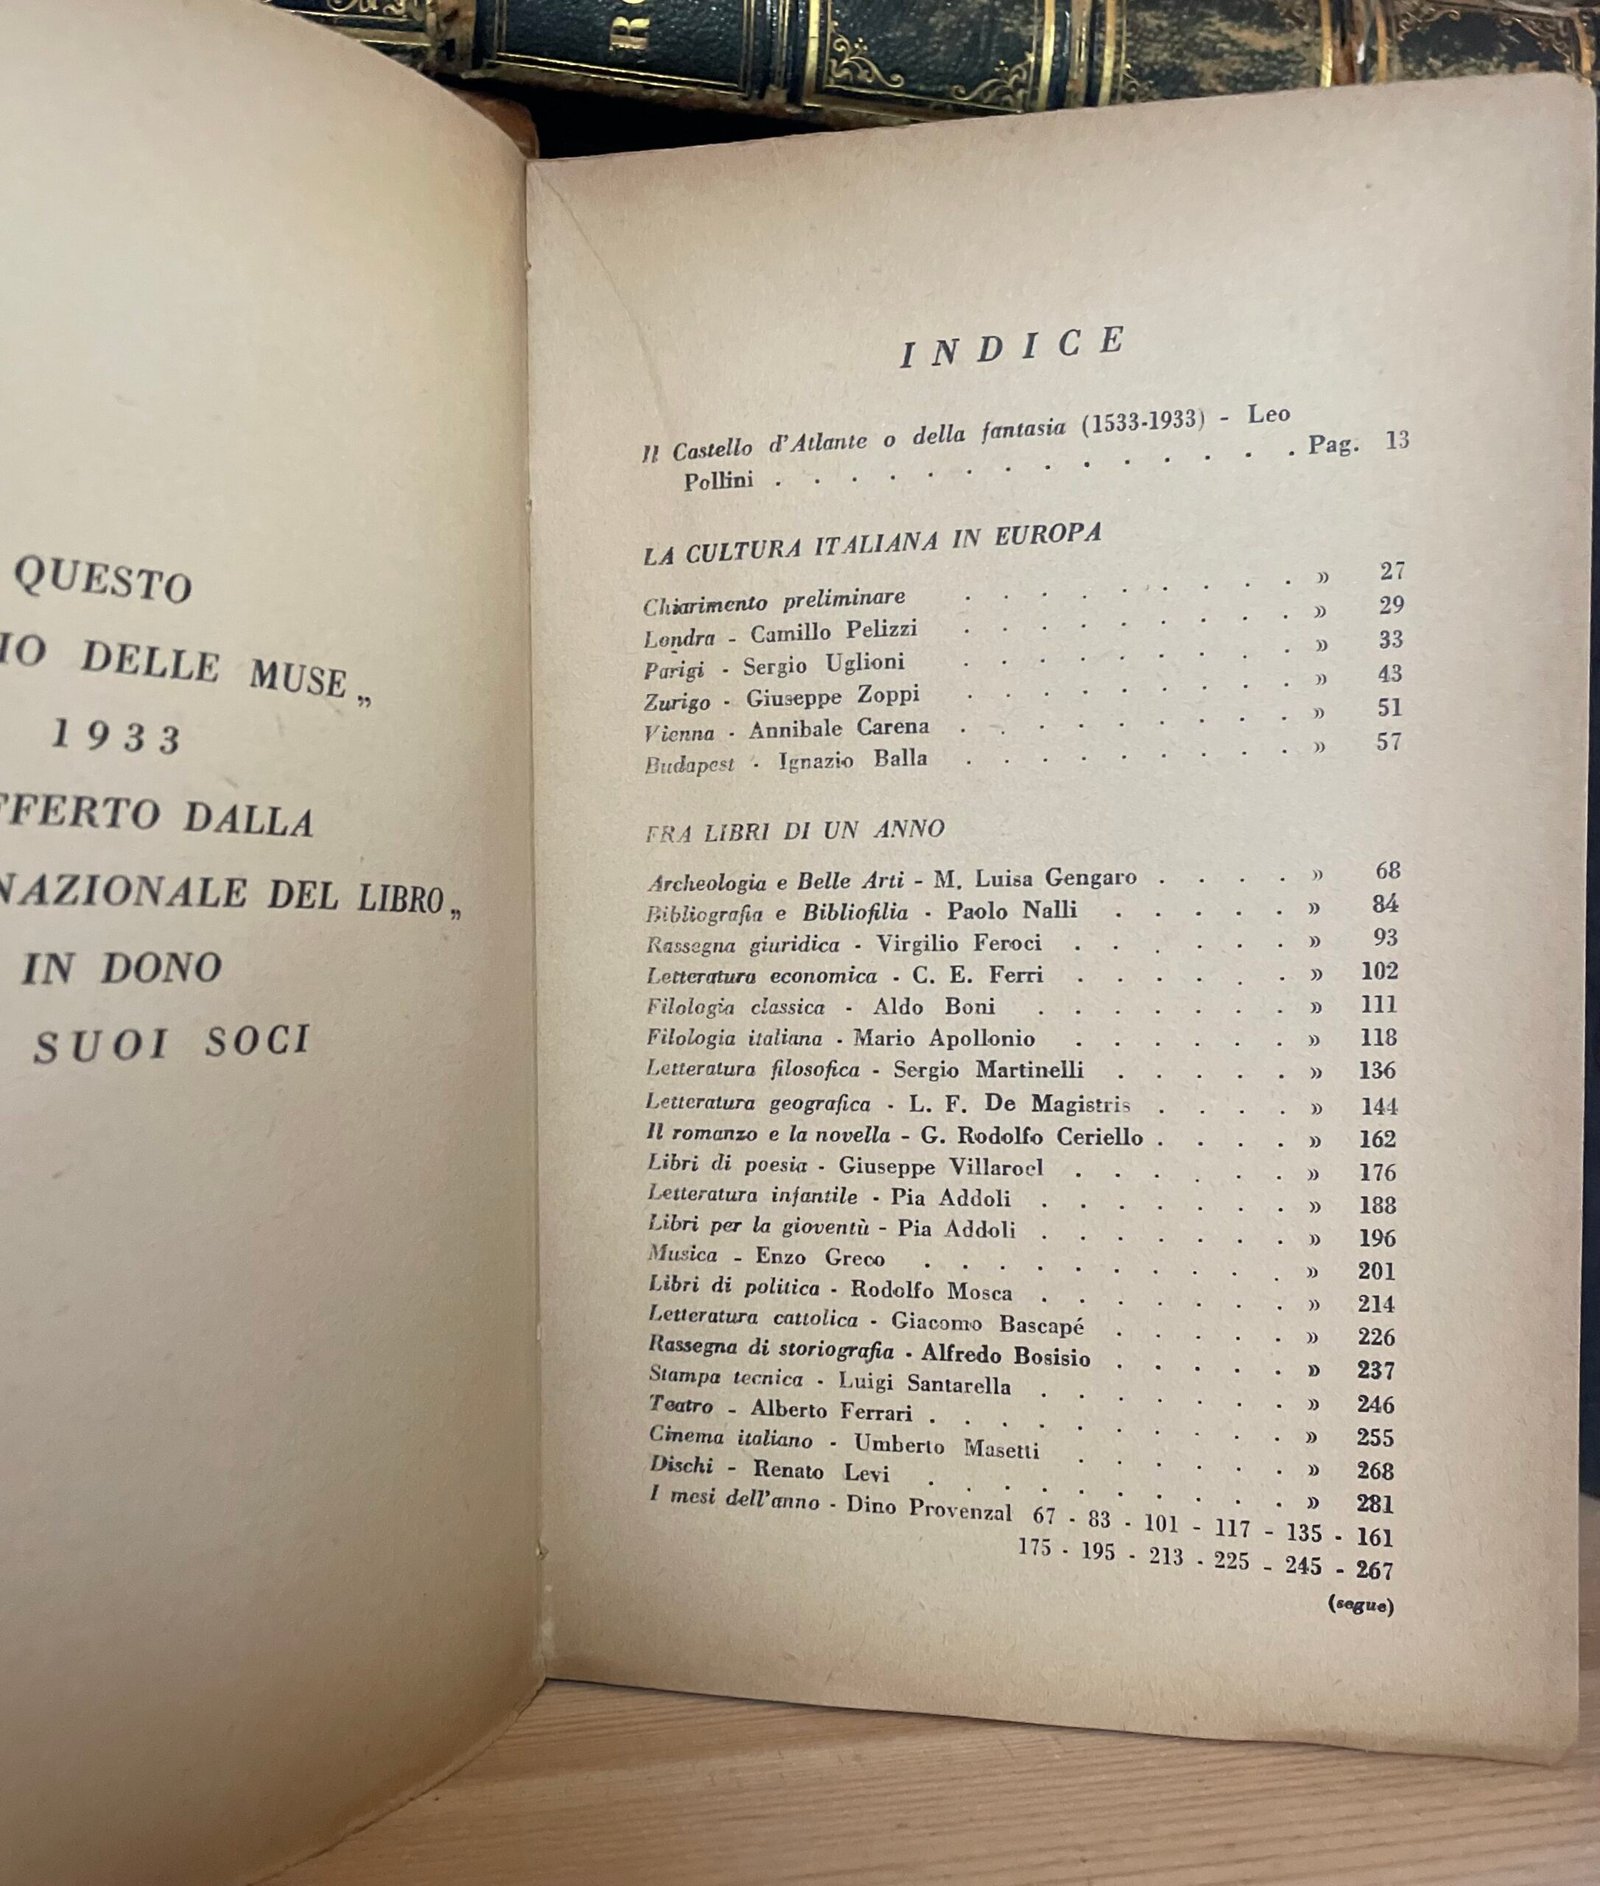 QUESTO
IO DELLE MUSE „
1933
FFERTO DALLA
NAZIONALE DEL LIBRO „
IN DONO
SUOI SOCI
INDICE
Il Castello d'Atlante o della fantasia (1533-1933) - Leo
Pollini . . . . . . . . . . . . . . Pag. 13
LA CULTURA ITALIANA IN EUROPA
Chiarimento preliminare . . . . . . . . . » 27
Londra - Camillo Pelizzi . . . . . . . . . » 29
Parigi - Sergio Uglioni . . . . . . . . . » 33
Zurigo - Giuseppe Zoppi . . . . . . . . . » 43
Vienna - Annibale Carena . . . . . . . . . » 51
Budapest - Ignazio Balla . . . . . . . . . » 57
FRA LIBRI DI UN ANNO
Archeologia e Belle Arti - M. Luisa Gengaro . . . . » 68
Bibliografia e Bibliofilia - Paolo Nalli . . . . . » 84
Rassegna giuridica - Virgilio Feroci . . . . . . » 93
Letteratura economica - C. E. Ferri . . . . . . » 102
Filologia classica - Aldo Boni . . . . . . . » 111
Filologia italiana - Mario Apollonio . . . . . . » 118
Letteratura filosofica - Sergio Martinelli . . . . . » 136
Letteratura geografica - L. F. De Magistris . . . . » 144
Il romanzo e la novella - G. Rodolfo Ceriello . . . . » 162
Libri di poesia - Giuseppe Villaroel . . . . . . » 176
Letteratura infantile - Pia Addoli . . . . . . . » 188
Libri per la gioventù - Pia Addoli . . . . . . . » 196
Musica - Enzo Greco . . . . . . . . . . » 201
Libri di politica - Rodolfo Mosca . . . . . . . » 214
Letteratura cattolica - Giacomo Bascapé . . . . . » 226
Rassegna di storiografia - Alfredo Bosisio . . . . . » 237
Stampa tecnica - Luigi Santarella . . . . . . . » 246
Teatro - Alberto Ferrari . . . . . . . . . . » 255
Cinema italiano - Umberto Masetti . . . . . . » 268
Dischi - Renato Levi . . . . . . . . . . » 281
I mesi dell'anno - Dino Provenzal 67 - 83 - 101 - 117 - 135 - 161
175 - 195 - 213 - 225 - 245 - 267
(segue)